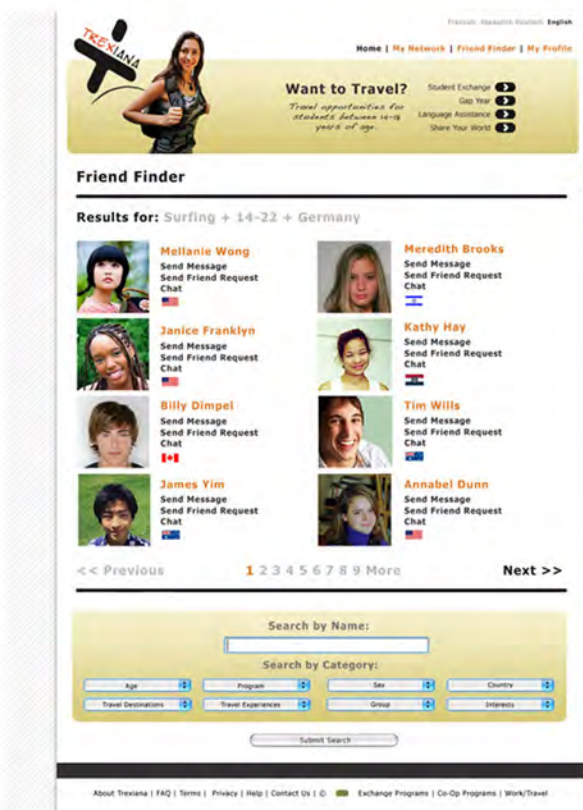 TREXIANA
Français English
Home | My Network | Friend Finder | My Profile
Want to Travel?
Travel opportunities for
students between 14-18
years of age.
Student Exchange
Gap Year
Language Assistance
Share Your World
Friend Finder
Results for: Surfing + 14-22 + Germany
Mellanie Wong
Send Message
Send Friend Request
Chat
Meredith Brooks
Send Message
Send Friend Request
Chat
Janice Franklyn
Send Message
Send Friend Request
Chat
Kathy Hay
Send Message
Send Friend Request
Chat
Billy Dimpel
Send Message
Send Friend Request
Chat
Tim Wills
Send Message
Send Friend Request
Chat
James Yim
Send Message
Send Friend Request
Chat
Annabel Dunn
Send Message
Send Friend Request
Chat
<< Previous 1 2 3 4 5 6 7 8 9 More Next >>
Search by Name:
Search by Category:
Age Program Sex Country
Travel Destinations Travel Experiences Group Interests
Submit Search
About Trexiana | FAQ | Terms | Privacy | Help | Contact Us | © Exchange Programs | Co-Op Programs | Work/Travel